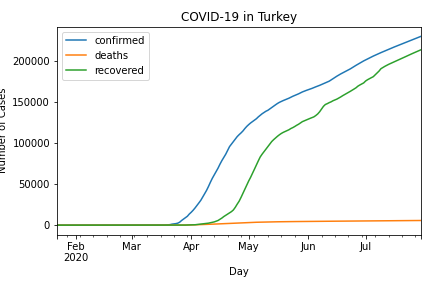 COVID-19 in Turkey
confirmed
deaths
recovered
200000
150000
100000
50000
0
Number of Cases
Feb
2020
Mar
Apr
May
Jun
Jul
Day